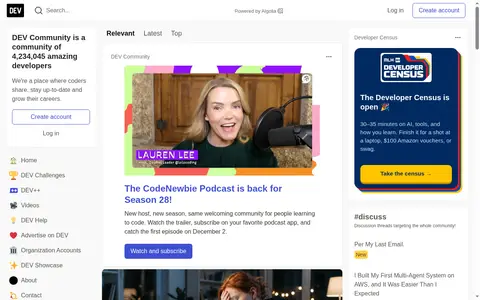 DEV
Search...
Powered by Algolia
Log in
Create account
DEV Community is a
community of
4,234,045 amazing
developers
We're a place where coders
share, stay up-to-date and
grow their careers.
Create account
Log in
Home
DEV Challenges
DEV++
Videos
DEV Help
Advertise on DEV
Organization Accounts
DEV Showcase
About
Contact
Relevant
Latest
Top
DEV Community
LAUREN LEE
The CodeNewbie Podcast is back for
Season 28!
New host, new season, same welcoming community for people learning
to code. Watch the trailer, subscribe on your favorite podcast app, and
catch the first episode on December 2.
Watch and subscribe
Developer Census
MLH
DEVELOPER
CENSUS
The Developer Census is
open 🎉
30–35 minutes on AI, tools, and
how you learn. Finish it for a shot at
a laptop, $100 Amazon vouchers, or
swag.
Take the census →
#discuss
Discussion threads targeting the whole community!
Per My Last Email
New
I Built My First Multi-Agent System on
AWS, and It Was Easier Than I
Expected